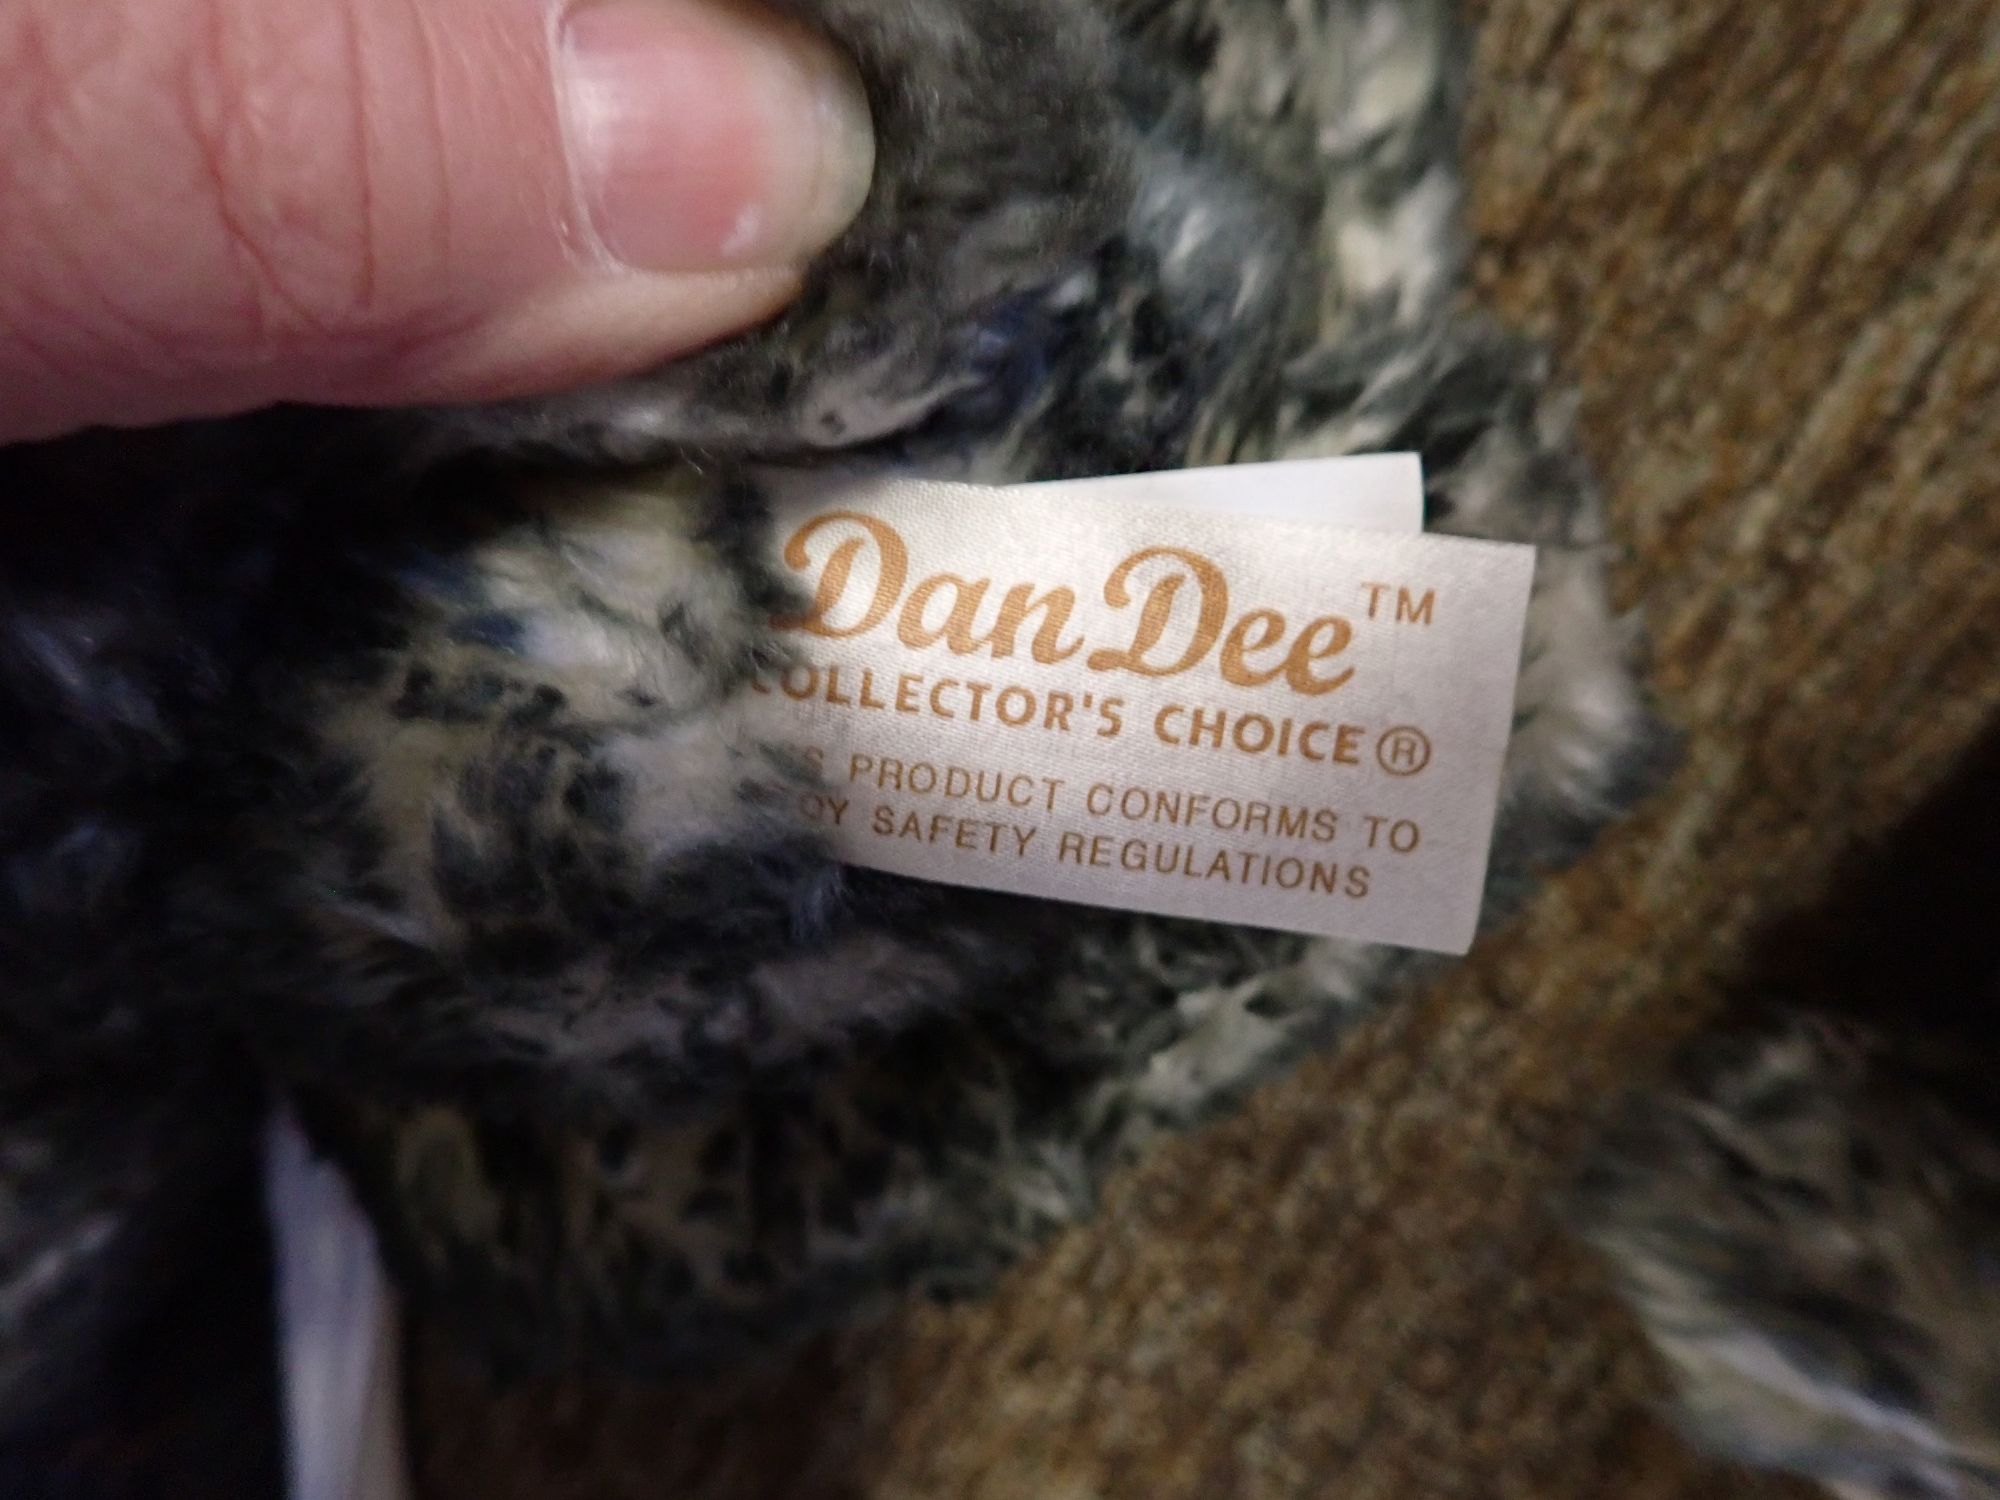 DanDee™
COLLECTOR'S CHOICE®
PRODUCT CONFORMS TO
SAFETY REGULATIONS